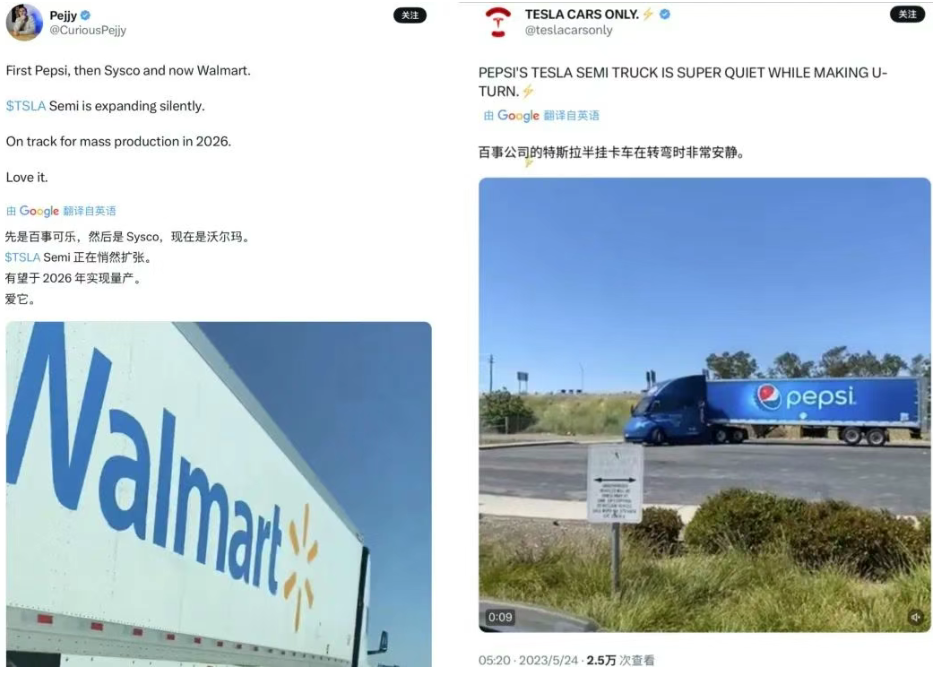 Pejjy
@CuriousPejjy
关注
First Pepsi, then Sysco and now Walmart.
$TSLA Semi is expanding silently.
On track for mass production in 2026.
Love it.
由 Google 翻译自英语
先是百事可乐，然后是 Sysco，现在是沃尔玛。
$TSLA Semi 正在悄然扩张。
有望于 2026 年实现量产。
爱它。
Walmart
TESLA CARS ONLY.⚡
@teslacarsonly
关注
PEPSI'S TESLA SEMI TRUCK IS SUPER QUIET WHILE MAKING U-
TURN.⚡
由 Google 翻译自英语
百事公司的特斯拉半挂卡车在转弯时非常安静。
⚡
pepsi
0:09
05:20 · 2023/5/24 · 2.5万 次查看